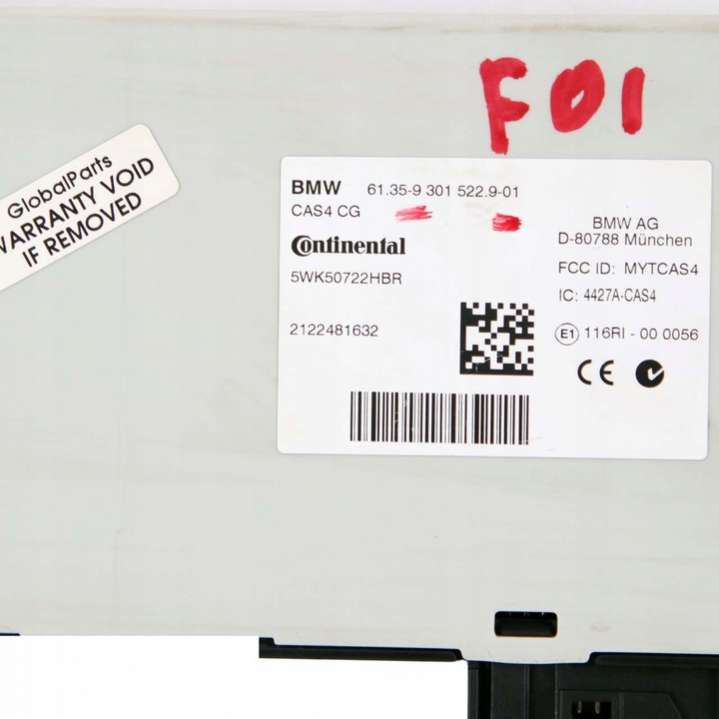 F01
GlobalParts
WARRANTY VOID
IF REMOVED
BMW 61.35-9 301 522.9-01
CAS4 CG
Continental
5WK50722HBR
2122481632
BMW AG
D-80788 München
FCC ID: MYTCAS4
IC: 4427A-CAS4
E1 116RI - 00 0056
CE